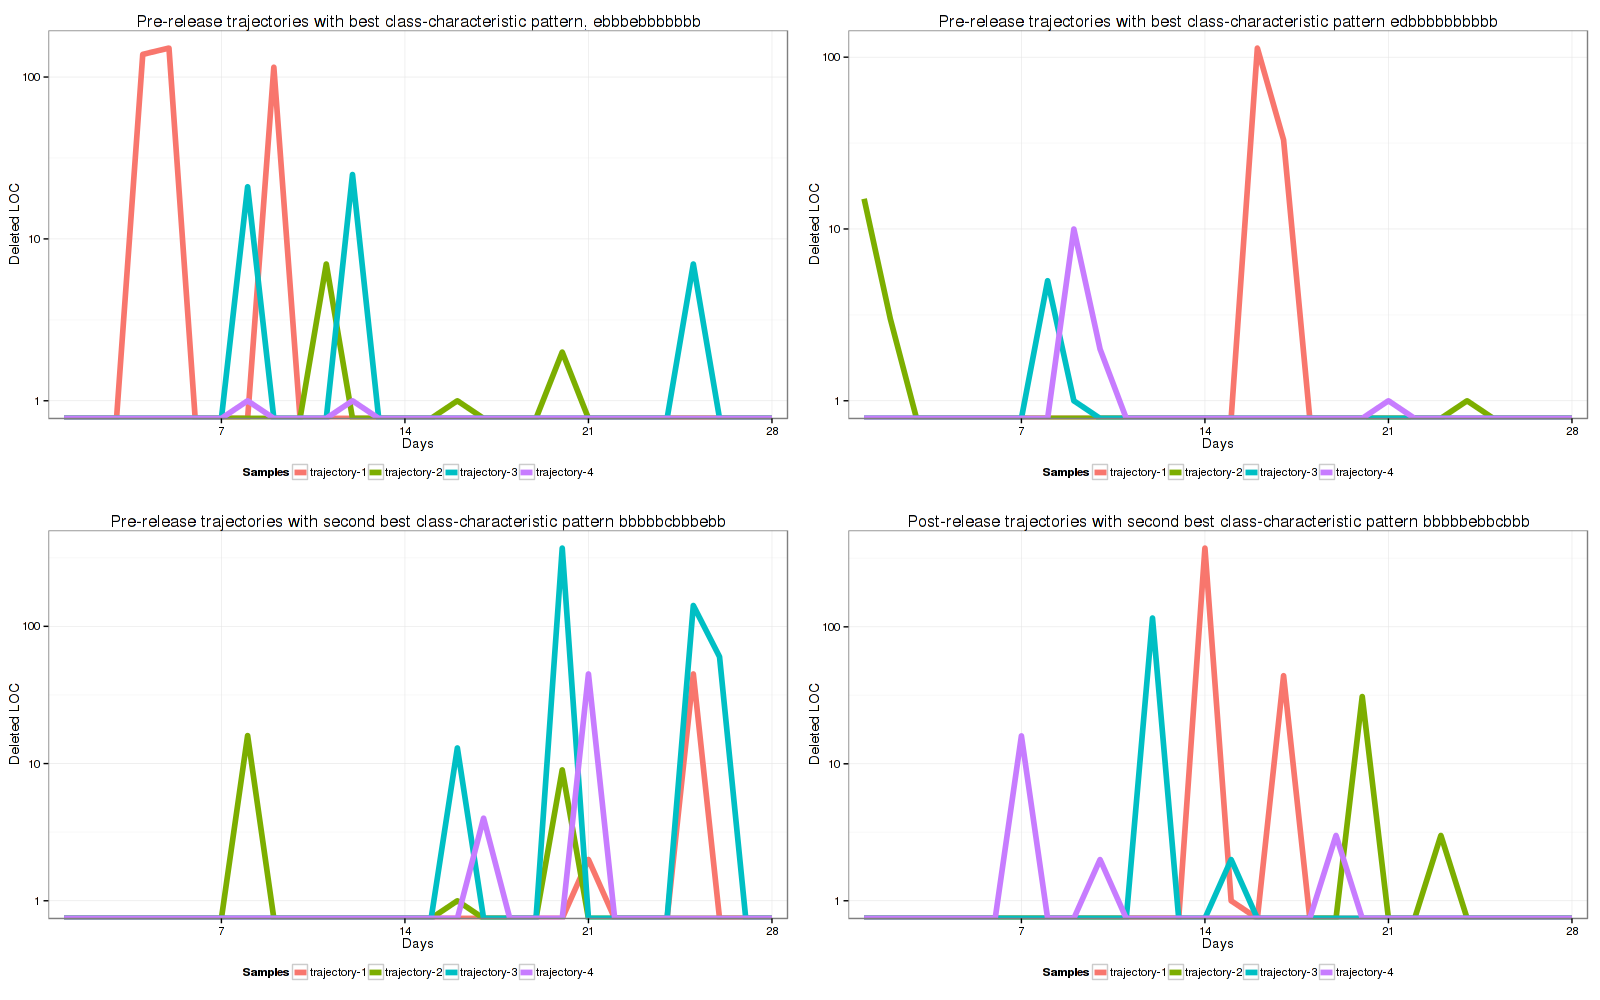 Pre-release trajectories with best class-characteristic pattern, ebbbebbbbbbb
100
10
1
Deleted LOC
7 14 21 28
Days
Samples trajectory-1 trajectory-2 trajectory-3 trajectory-4
Pre-release trajectories with best class-characteristic pattern edbbbbbbbbbb
100
10
1
Deleted LOC
7 14 21 28
Days
Samples trajectory-1 trajectory-2 trajectory-3 trajectory-4
Pre-release trajectories with second best class-characteristic pattern bbbbbcbbbebb
100
10
1
Deleted LOC
7 14 21 28
Days
Samples trajectory-1 trajectory-2 trajectory-3 trajectory-4
Post-release trajectories with second best class-characteristic pattern bbbbbebbcbbb
100
10
1
Deleted LOC
7 14 21 28
Days
Samples trajectory-1 trajectory-2 trajectory-3 trajectory-4